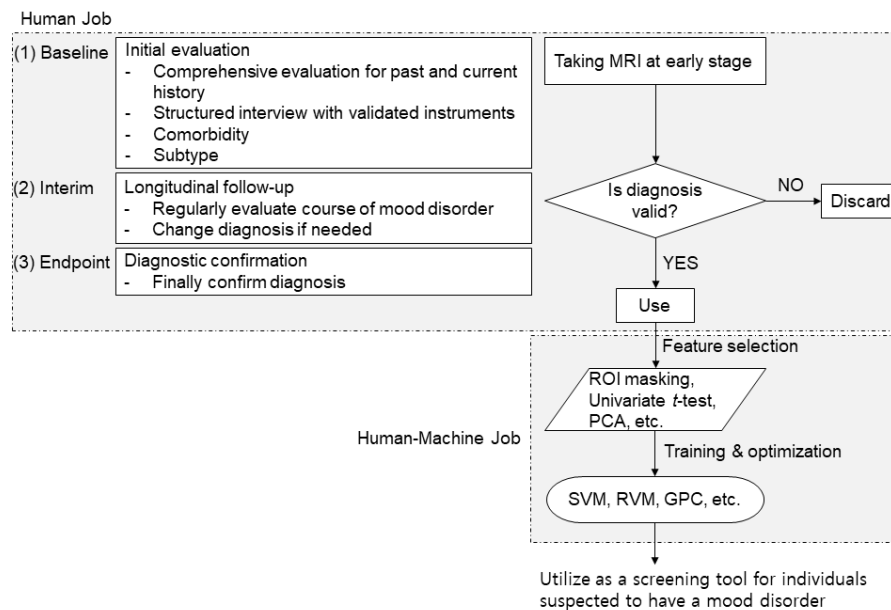 Human Job
(1) Baseline
Initial evaluation
- Comprehensive evaluation for past and current
history
- Structured interview with validated instruments
- Comorbidity
- Subtype
(2) Interim
Longitudinal follow-up
- Regularly evaluate course of mood disorder
- Change diagnosis if needed
(3) Endpoint
Diagnostic confirmation
- Finally confirm diagnosis
Taking MRI at early stage
Is diagnosis
valid?
NO
Discard
YES
Use
Feature selection
ROI masking,
Univariate t-test,
PCA, etc.
Human-Machine Job
Training & optimization
SVM, RVM, GPC, etc.
Utilize as a screening tool for individuals
suspected to have a mood disorder